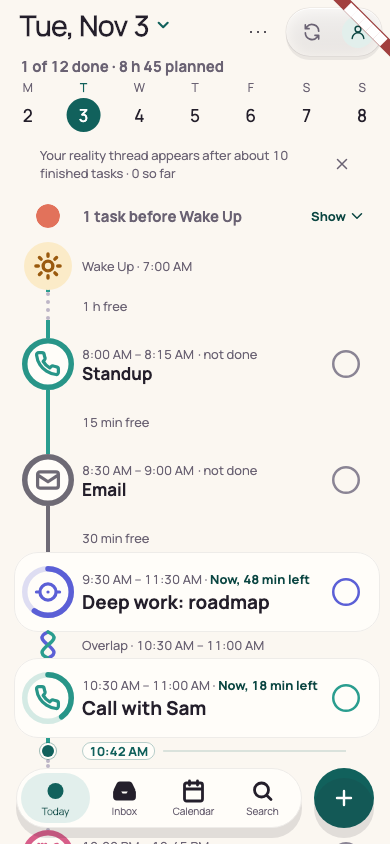 Tue, Nov 3
...
1 of 12 done · 8 h 45 planned
M T W T F S S
2 3 4 5 6 7 8
Your reality thread appears after about 10
finished tasks · 0 so far
1 task before Wake Up
Show
Wake Up · 7:00 AM
1 h free
8:00 AM – 8:15 AM · not done
Standup
15 min free
8:30 AM – 9:00 AM · not done
Email
30 min free
9:30 AM – 11:30 AM · Now, 48 min left
Deep work: roadmap
Overlap · 10:30 AM – 11:00 AM
10:30 AM – 11:00 AM · Now, 18 min left
Call with Sam
10:42 AM
Today Inbox Calendar Search